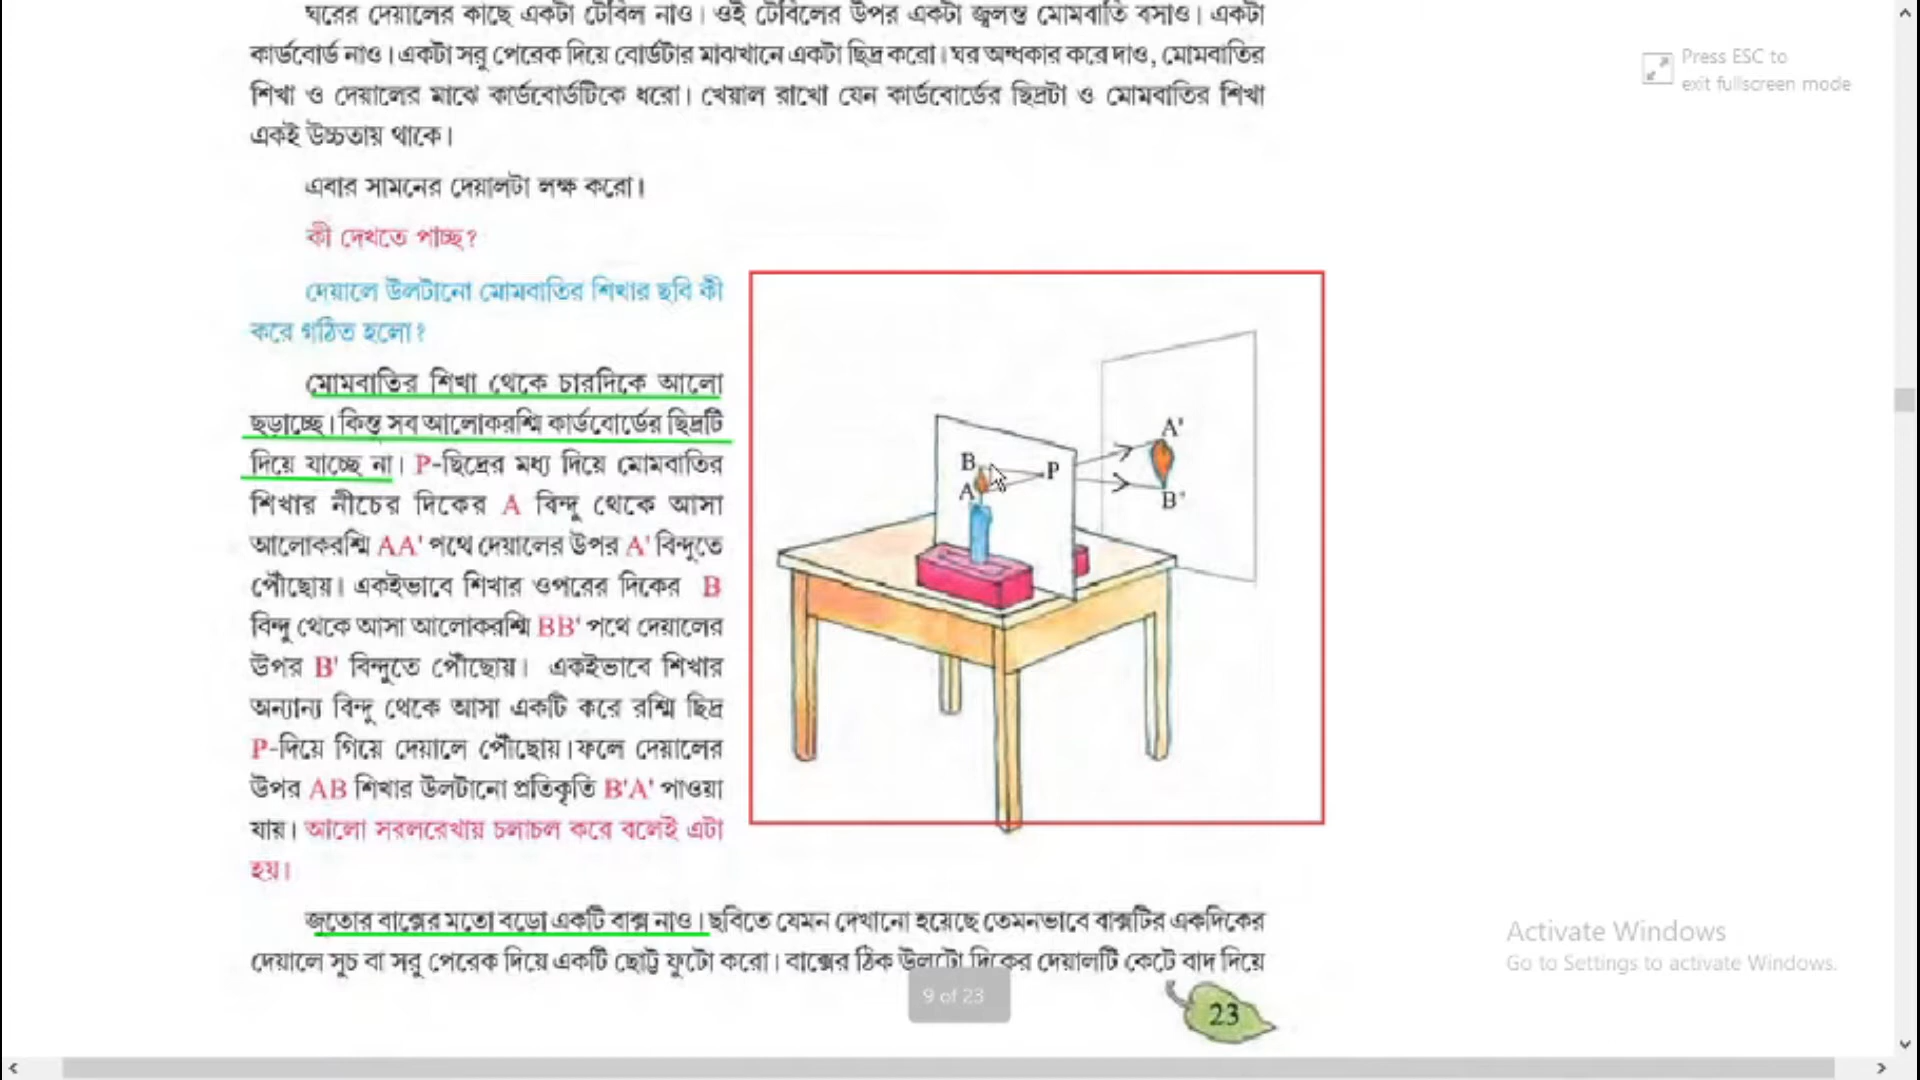 ঘরের দেয়ালের কাছে একটা টেবিল নাও। ওই টেবিলের উপর একটা জ্বলন্ত মোমবাতি বসাও। একটা
কার্ডবোর্ড নাও। একটা সরু পেরেক দিয়ে বোর্ডটার মাঝখানে একটা ছিদ্র করো। ঘর অন্ধকার করে দাও, মোমবাতির
শিখা ও দেয়ালের মাঝে কার্ডবোর্ডটিকে ধরো। খেয়াল রাখো যেন কার্ডবোর্ডের ছিদ্রটা ও মোমবাতির শিখা
একই উচ্চতায় থাকে।
Press ESC to
exit fullscreen mode
এবার সামনের দেয়ালটা লক্ষ করো।
কী দেখতে পাচ্ছ?
দেয়ালে উলটানো মোমবাতির শিখার ছবি কী
করে গঠিত হলো?
মোমবাতির শিখা থেকে চারদিকে আলো
ছড়াচ্ছে। কিন্তু সব আলোকরশ্মি কার্ডবোর্ডের ছিদ্রটি
দিয়ে যাচ্ছে না। P-ছিদ্রের মধ্য দিয়ে মোমবাতির
শিখার নীচের দিকের A বিন্দু থেকে আসা
আলোকরশ্মি AA' পথে দেয়ালের উপর A' বিন্দুতে
পৌঁছোয়। একইভাবে শিখার ওপরের দিকের B
বিন্দু থেকে আসা আলোকরশ্মি BB' পথে দেয়ালের
উপর B' বিন্দুতে পৌঁছোয়। একইভাবে শিখার
অন্যান্য বিন্দু থেকে আসা একটি করে রশ্মি ছিদ্র
P-দিয়ে গিয়ে দেয়ালে পৌঁছোয়। ফলে দেয়ালের
উপর AB শিখার উলটানো প্রতিকৃতি B'A' পাওয়া
যায়। আলো সরলরেখায় চলাচল করে বলেই এটা
হয়।
A'
B
P
A
B'
জুতোর বাক্সের মতো বড়ো একটি বাক্স নাও। ছবিতে যেমন দেখানো হয়েছে তেমনভাবে বাক্সটির একদিকের
দেয়ালে সুচ বা সরু পেরেক দিয়ে একটি ছোট্ট ফুটো করো। বাক্সের ঠিক উলটো দিকের দেয়ালটি কেটে বাদ দিয়ে
Activate Windows
Go to Settings to activate Windows.
9 of 23
23